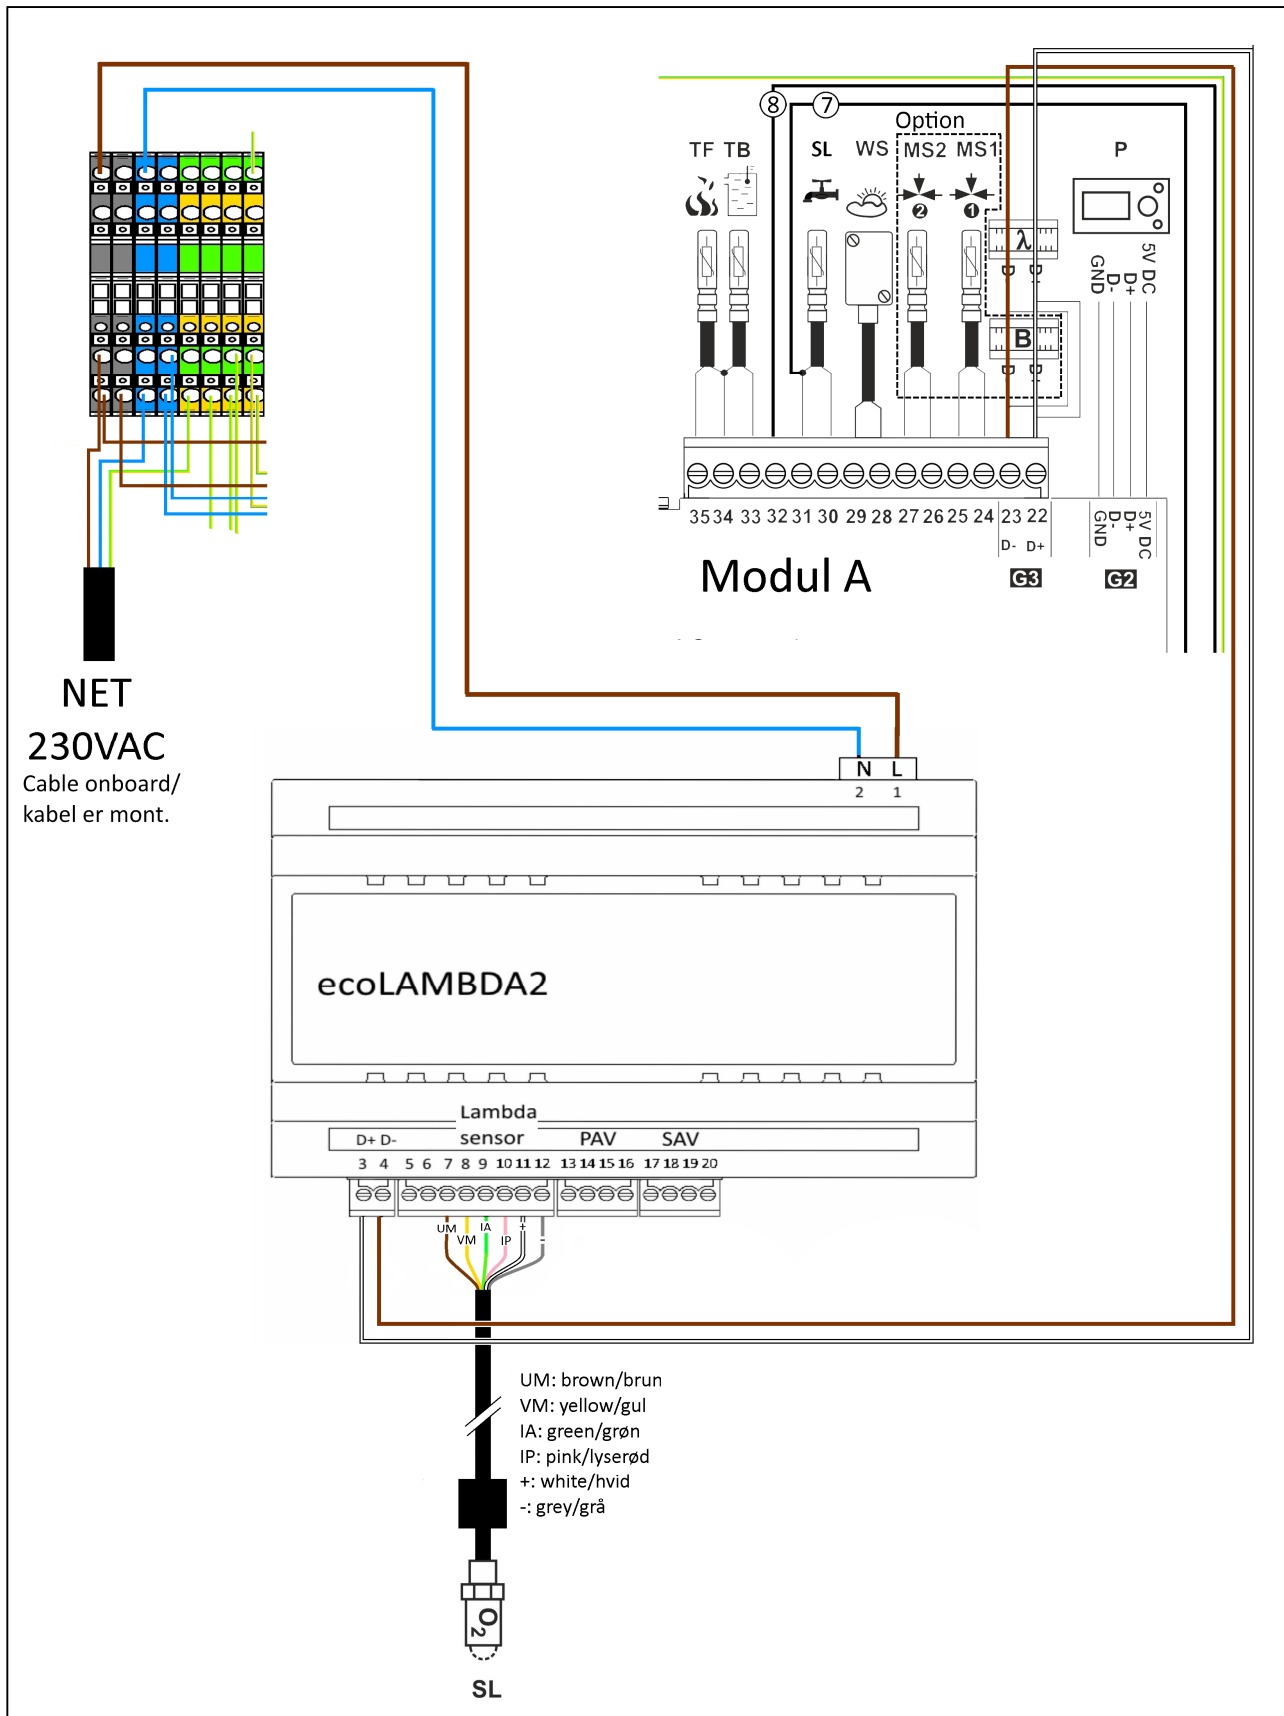 8 7
Option
TF TB SL WS MS2 MS1 P
2 1
λ
D-
GND D- D+ 5V DC
B
D-
35 34 33 32 31 30 29 28 27 26 25 24 23 22
D- D+
GND D- D+ 5V DC
G3 G2
Modul A
NET
230VAC
Cable onboard/
kabel er mont.
N L
2 1
ecoLAMBDA2
Lambda
D+ D- sensor PAV SAV
3 4 5 6 7 8 9 10 11 12 13 14 15 16 17 18 19 20
UM VM IA IP + -
UM: brown/brun
VM: yellow/gul
IA: green/grøn
IP: pink/lyserød
+: white/hvid
-: grey/grå
O2
SL